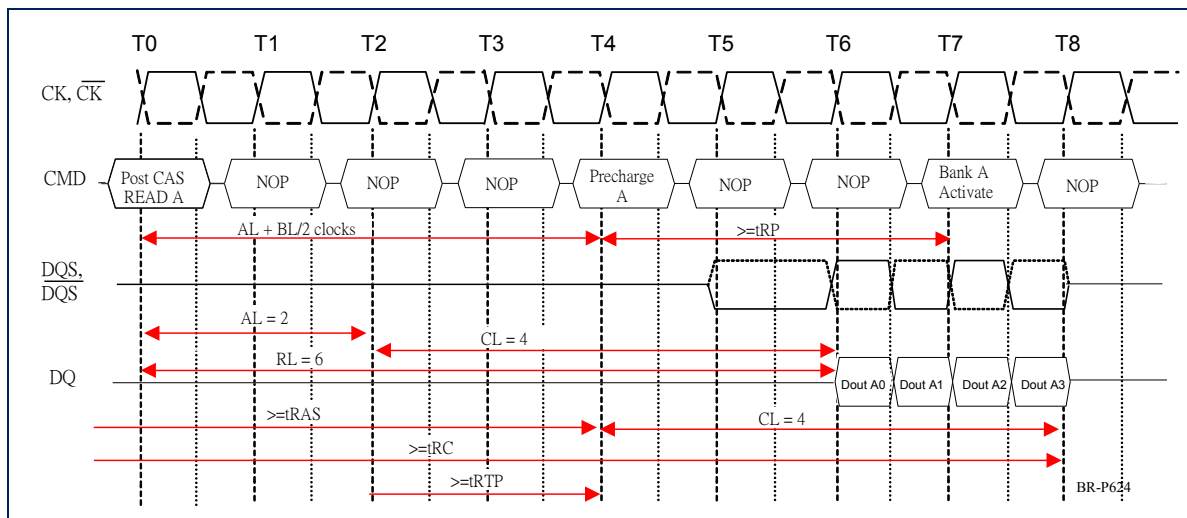 T0 T1 T2 T3 T4 T5 T6 T7 T8
CK, C̅K̅
CMD
Post CAS
READ A
NOP
NOP
NOP
Precharge
A
NOP
NOP
Bank A
Activate
NOP
AL + BL/2 clocks
>=tRP
DQS,
D̅Q̅S̅
AL = 2
CL = 4
RL = 6
DQ
Dout A0
Dout A1
Dout A2
Dout A3
>=tRAS
CL = 4
>=tRC
>=tRTP
BR-P624